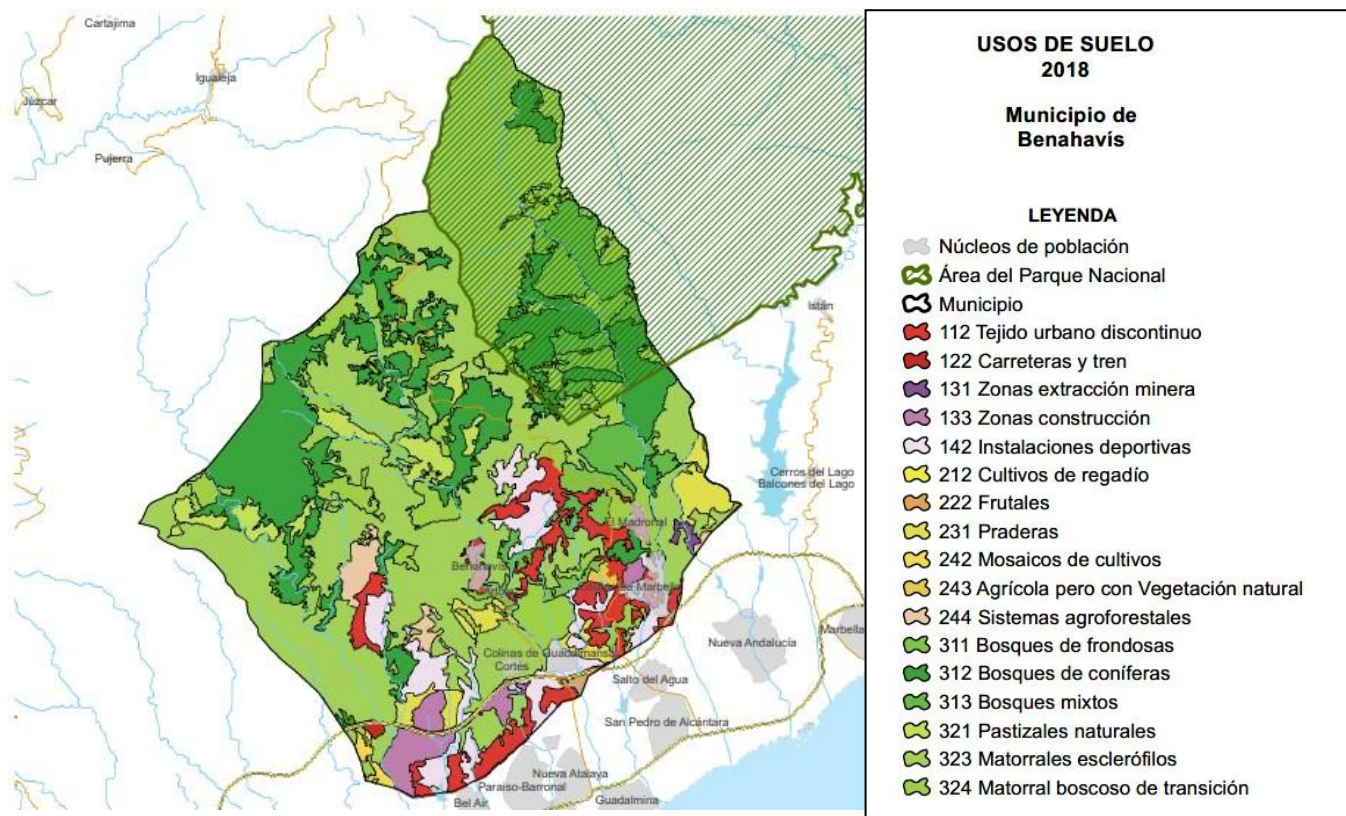 Cartajima
Igualeja
Júzcar
Pujerra
Istán
Cerros del Lago
Balcones del Lago
El Madroñal
Benahavís
Marbella
Nueva Andalucía
Marbella
Colinas de Guadalmansa
Cortés
Salto del Agua
San Pedro de Alcántara
Nueva Atalaya
Paraiso-Barronal
Bel Air
Guadalmina
USOS DE SUELO
2018
Municipio de
Benahavís
LEYENDA
Núcleos de población
Área del Parque Nacional
Municipio
112 Tejido urbano discontinuo
122 Carreteras y tren
131 Zonas extracción minera
133 Zonas construcción
142 Instalaciones deportivas
212 Cultivos de regadío
222 Frutales
231 Praderas
242 Mosaicos de cultivos
243 Agrícola pero con Vegetación natural
244 Sistemas agroforestales
311 Bosques de frondosas
312 Bosques de coníferas
313 Bosques mixtos
321 Pastizales naturales
323 Matorrales esclerófilos
324 Matorral boscoso de transición